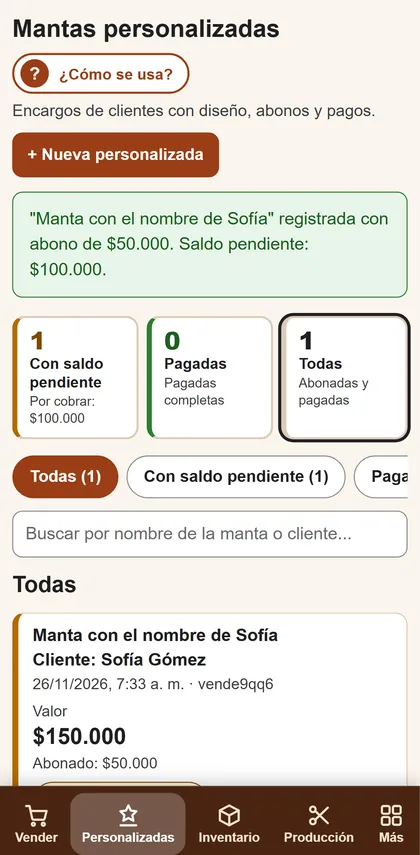 Mantas personalizadas
? ¿Cómo se usa?
Encargos de clientes con diseño, abonos y pagos.
+ Nueva personalizada
"Manta con el nombre de Sofía" registrada con
abono de $50.000. Saldo pendiente:
$100.000.
1
Con saldo
pendiente
Por cobrar:
$100.000
0
Pagadas
Pagadas
completas
1
Todas
Abonadas y
pagadas
Todas (1)
Con saldo pendiente (1)
Paga
Buscar por nombre de la manta o cliente...
Todas
Manta con el nombre de Sofía
Cliente: Sofía Gómez
26/11/2026, 7:33 a. m. · vende9qq6
Valor
$150.000
Abonado: $50.000
Vender
Personalizadas
Inventario
Producción
Más